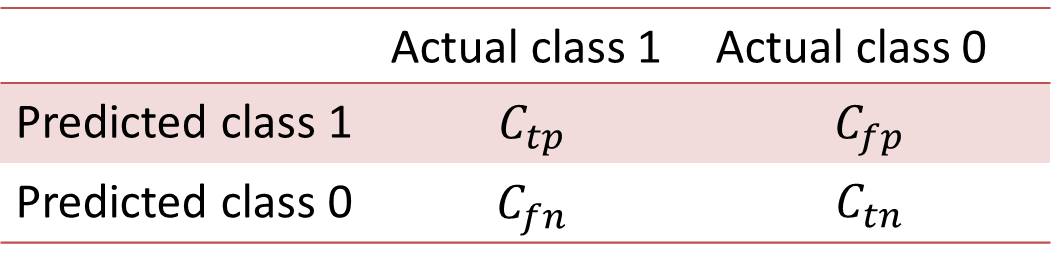 Actual class 1 Actual class 0
Predicted class 1 C_tp C_fp
Predicted class 0 C_fn C_tn